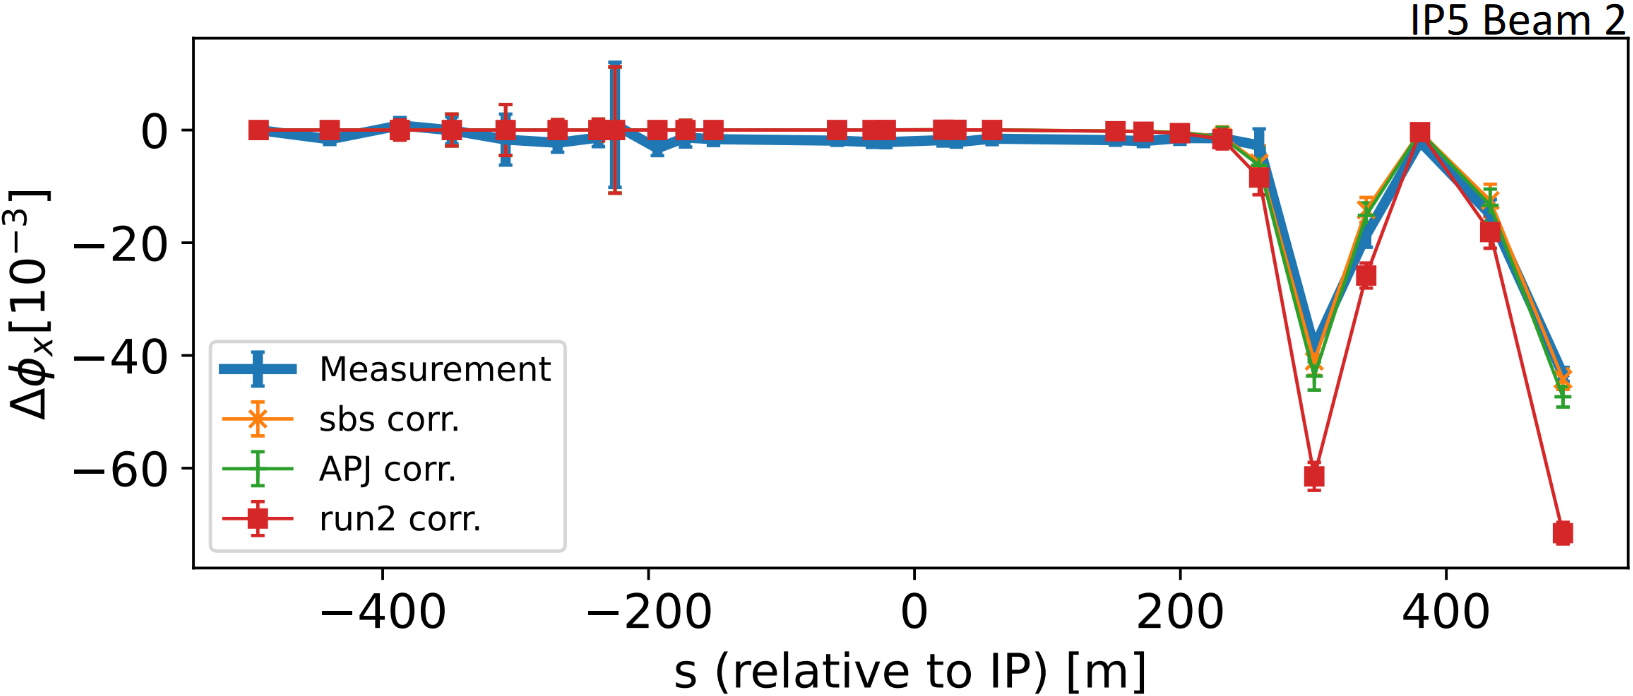 IP5 Beam 2
0
−20
−40
−60
Δϕx[10−3]
Measurement
sbs corr.
APJ corr.
run2 corr.
−400 −200 0 200 400
s (relative to IP) [m]